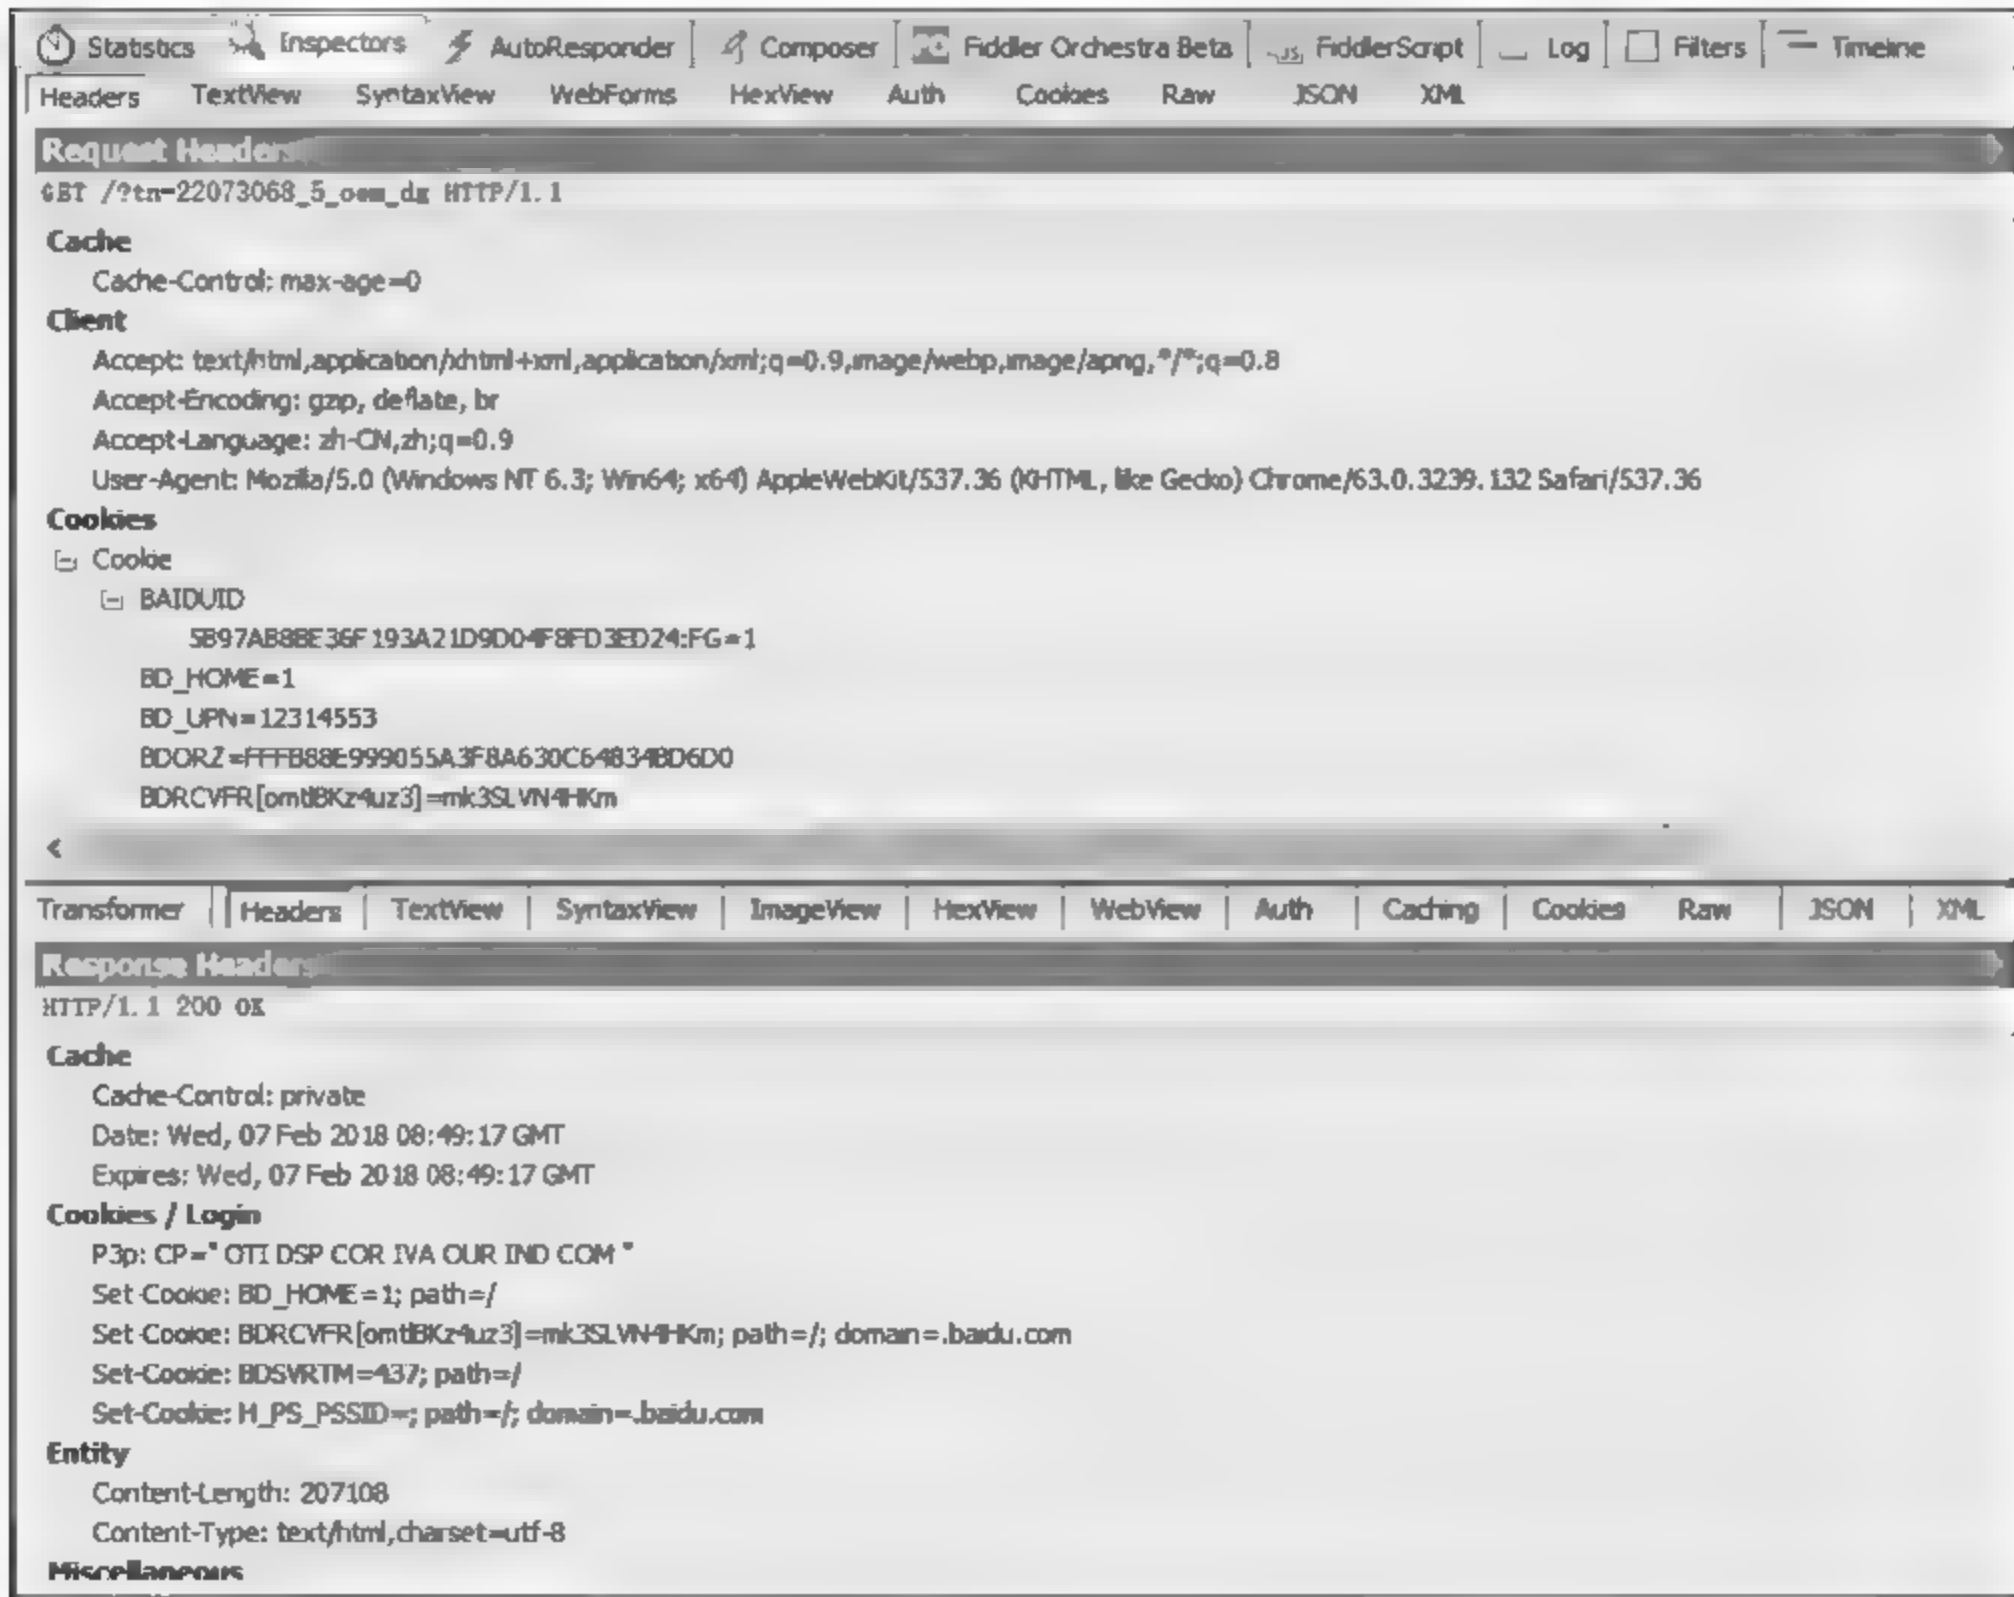 Statistics Inspectors AutoResponder Composer Fiddler Orchestra Beta FiddlerScript Log Filters Timeline
Headers TextView SyntaxView WebForms HexView Auth Cookies Raw JSON XML
Request Headers
GET /?tn=22073068_5_oem_dg HTTP/1.1
Cache
Cache-Control: max-age=0
Client
Accept: text/html,application/xhtml+xml,application/xml;q=0.9,image/webp,image/apng,*/*;q=0.8
Accept-Encoding: gzip, deflate, br
Accept-Language: zh-CN,zh;q=0.9
User-Agent: Mozilla/5.0 (Windows NT 6.3; Win64; x64) AppleWebKit/537.36 (KHTML, like Gecko) Chrome/63.0.3239.132 Safari/537.36
Cookies
Cookie
BAIDUID
5B97AB8BE36F193A21D9D04F8FD3ED24:FG=1
BD_HOME=1
BD_UPN=12314553
BDORZ=FFFB88E999055A3F8A630C64834BD6D0
BDRCVFR[omtdBKz4uz3]=mk3SLVN4HKm
Transformer Headers TextView SyntaxView ImageView HexView WebView Auth Caching Cookies Raw JSON XML
Response Headers
HTTP/1.1 200 OK
Cache
Cache-Control: private
Date: Wed, 07 Feb 2018 08:49:17 GMT
Expires: Wed, 07 Feb 2018 08:49:17 GMT
Cookies / Login
P3p: CP=" OTI DSP COR IVA OUR IND COM "
Set-Cookie: BD_HOME=1; path=/
Set-Cookie: BDRCVFR[omtdBKz4uz3]=mk3SLVN4HKm; path=/; domain=.baidu.com
Set-Cookie: BDSVRTM=437; path=/
Set-Cookie: H_PS_PSSID=; path=/; domain=.baidu.com
Entity
Content-Length: 207108
Content-Type: text/html,charset=utf-8
Miscellaneous